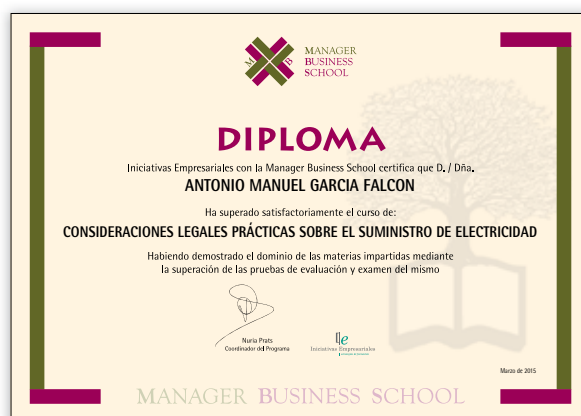 M B
MANAGER
BUSINESS
SCHOOL
DIPLOMA
Iniciativas Empresariales con la Manager Business School certifica que D. / Dña.
ANTONIO MANUEL GARCIA FALCON
Ha superado satisfactoriamente el curso de:
CONSIDERACIONES LEGALES PRÁCTICAS SOBRE EL SUMINISTRO DE ELECTRICIDAD
Habiendo demostrado el dominio de las materias impartidas mediante
la superación de las pruebas de evaluación y examen del mismo
Nuria Prats
Coordinador del Programa
Iniciativas Empresariales
Marzo de 2015
MANAGER BUSINESS SCHOOL